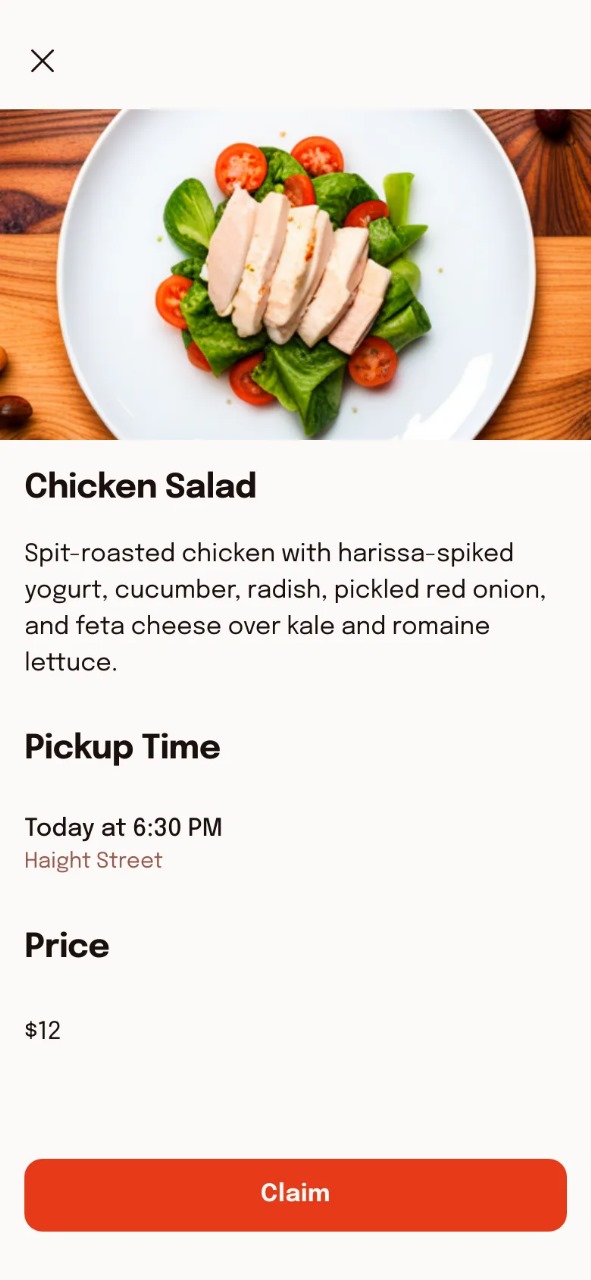 Chicken Salad
Spit-roasted chicken with harissa-spiked
yogurt, cucumber, radish, pickled red onion,
and feta cheese over kale and romaine
lettuce.
Pickup Time
Today at 6:30 PM
Haight Street
Price
$12
Claim